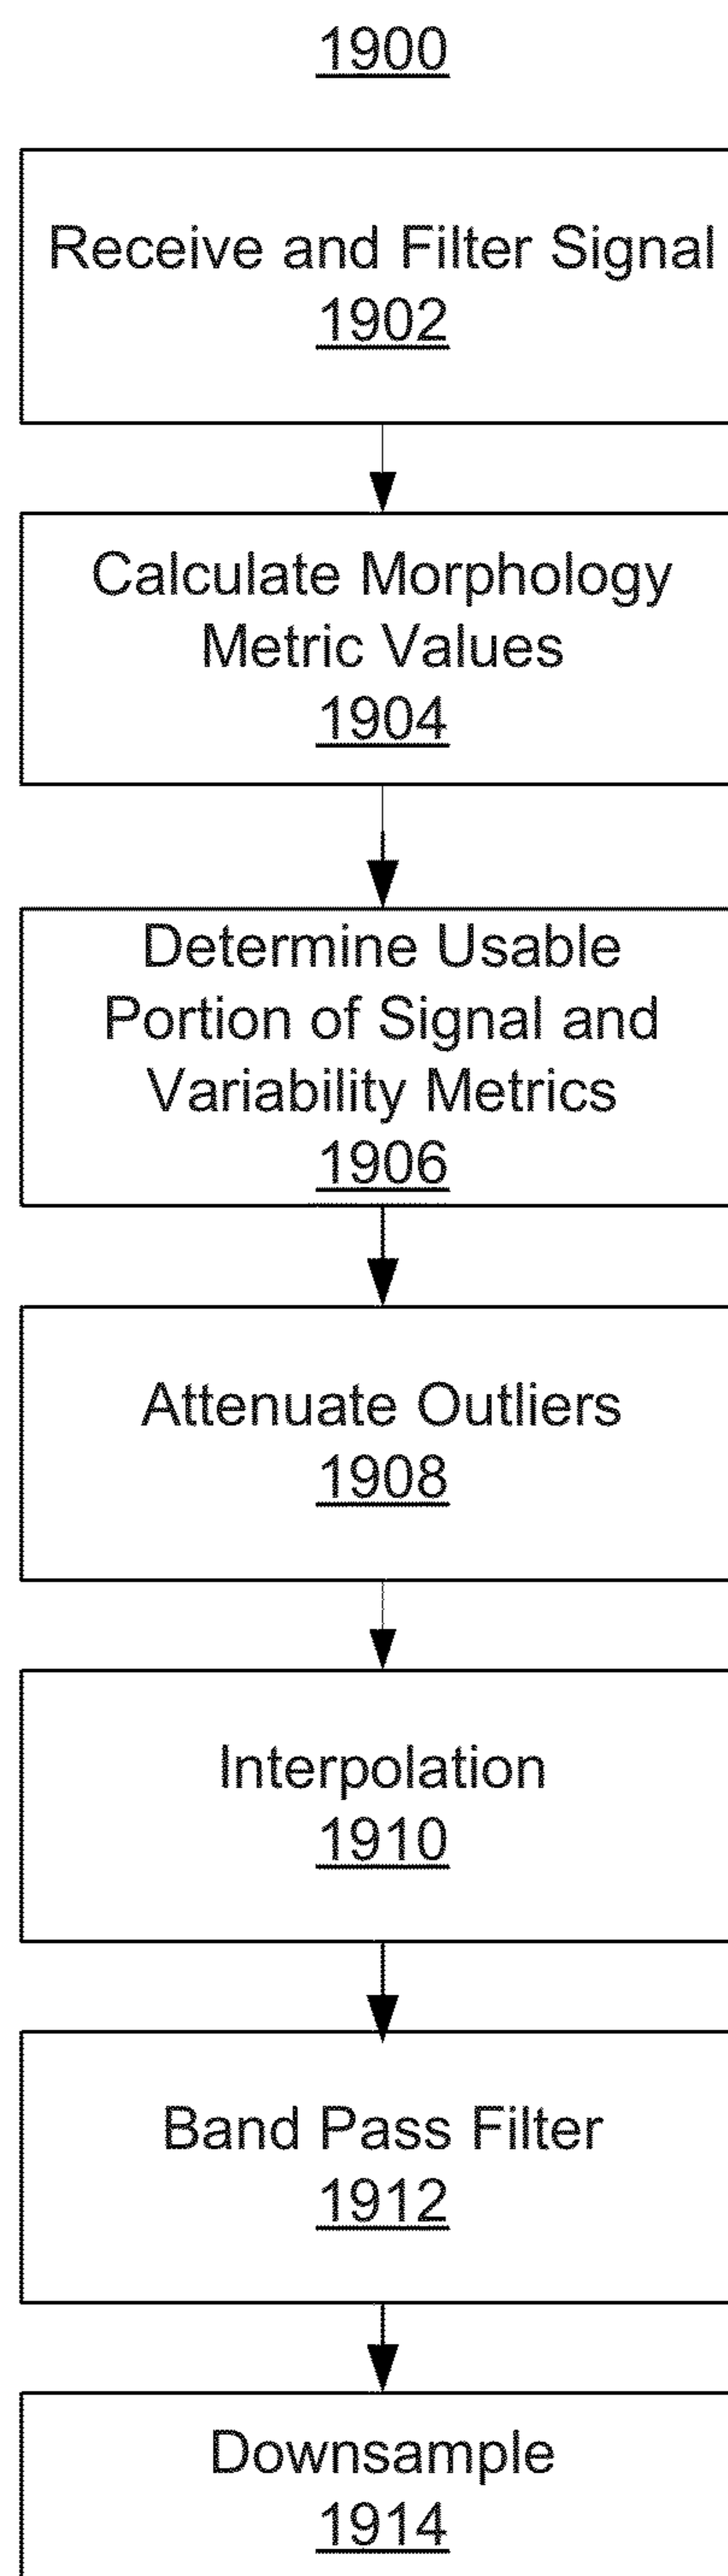 1900
Receive and Filter Signal
1902
Calculate Morphology
Metric Values
1904
Determine Usable
Portion of Signal and
Variability Metrics
1906
Attenuate Outliers
1908
Interpolation
1910
Band Pass Filter
1912
Downsample
1914